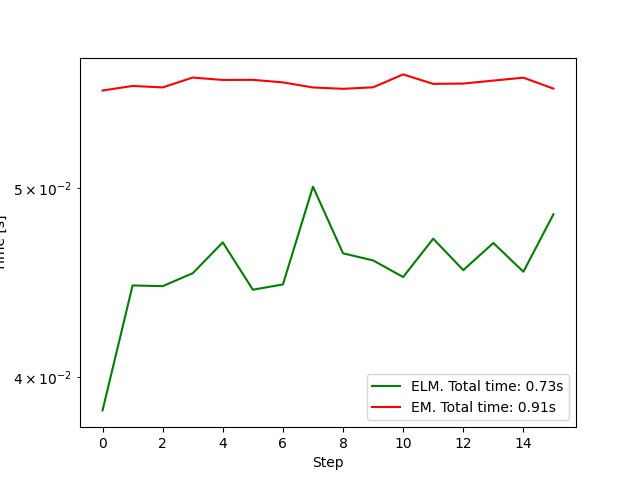 5 × 10⁻²
4 × 10⁻²
Time [s]
ELM. Total time: 0.73s
EM. Total time: 0.91s
0 2 4 6 8 10 12 14
Step